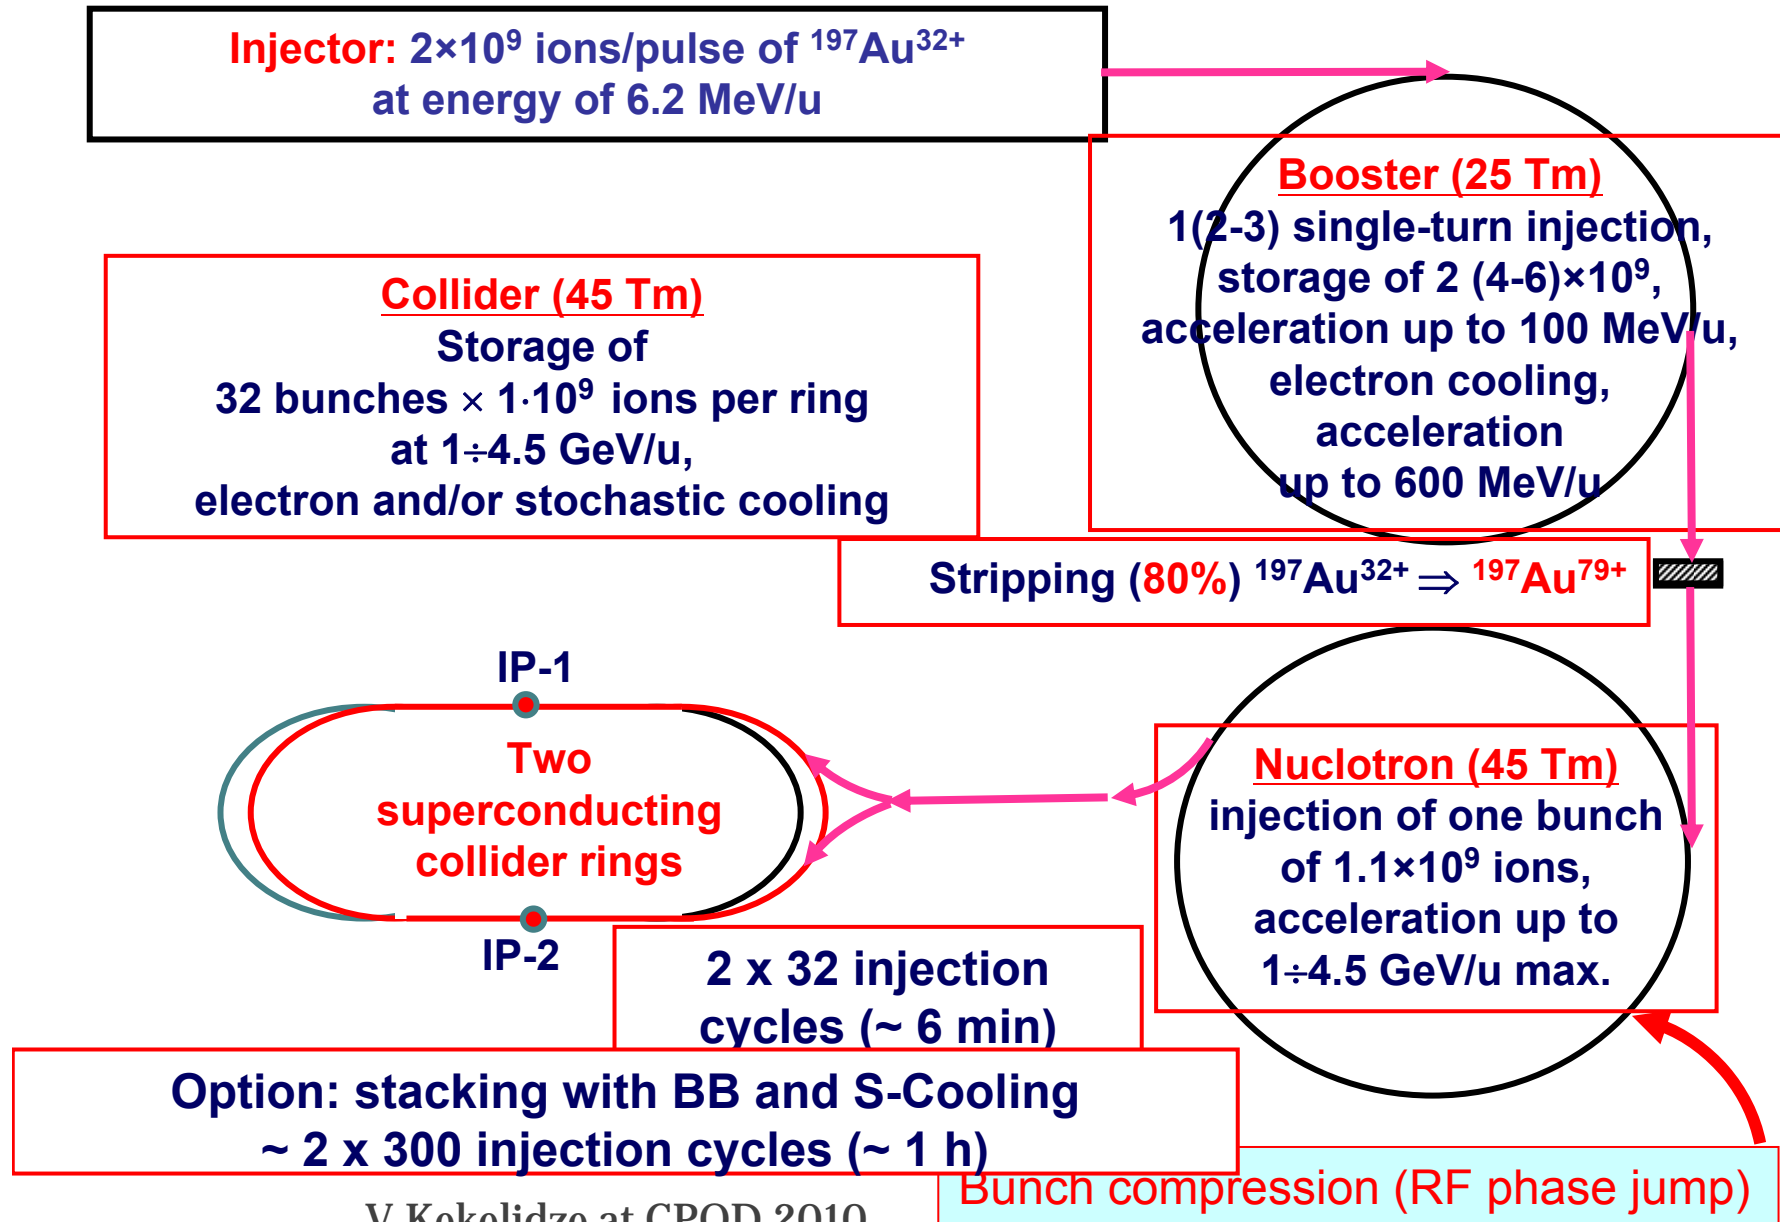 Injector: 2×10⁹ ions/pulse of ¹⁹⁷Au³²⁺
at energy of 6.2 MeV/u
Booster (25 Tm)
1(2-3) single-turn injection,
storage of 2 (4-6)×10⁹,
acceleration up to 100 MeV/u,
electron cooling,
acceleration
up to 600 MeV/u
Collider (45 Tm)
Storage of
32 bunches × 1·10⁹ ions per ring
at 1÷4.5 GeV/u,
electron and/or stochastic cooling
Stripping (80%) ¹⁹⁷Au³²⁺ ⇒ ¹⁹⁷Au⁷⁹⁺
IP-1
Two
superconducting
collider rings
IP-2
Nuclotron (45 Tm)
injection of one bunch
of 1.1×10⁹ ions,
acceleration up to
1÷4.5 GeV/u max.
2 x 32 injection
cycles (~ 6 min)
Option: stacking with BB and S-Cooling
~ 2 x 300 injection cycles (~ 1 h)
Bunch compression (RF phase jump)
V.Kekelidze at CPOD 2010